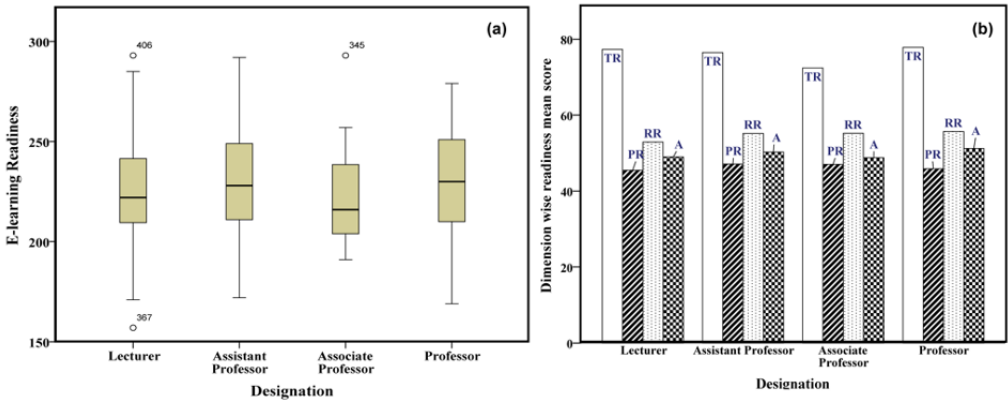 (a)
E-learning Readiness
300
250
200
150
406
367
345
Lecturer
Assistant
Professor
Associate
Professor
Professor
Designation
(b)
Dimension wise readiness mean score
80
60
40
20
0
TR
PR
RR
A
TR
PR
RR
A
TR
PR
RR
A
TR
PR
RR
A
Lecturer
Assistant Professor
Associate
Professor
Professor
Designation